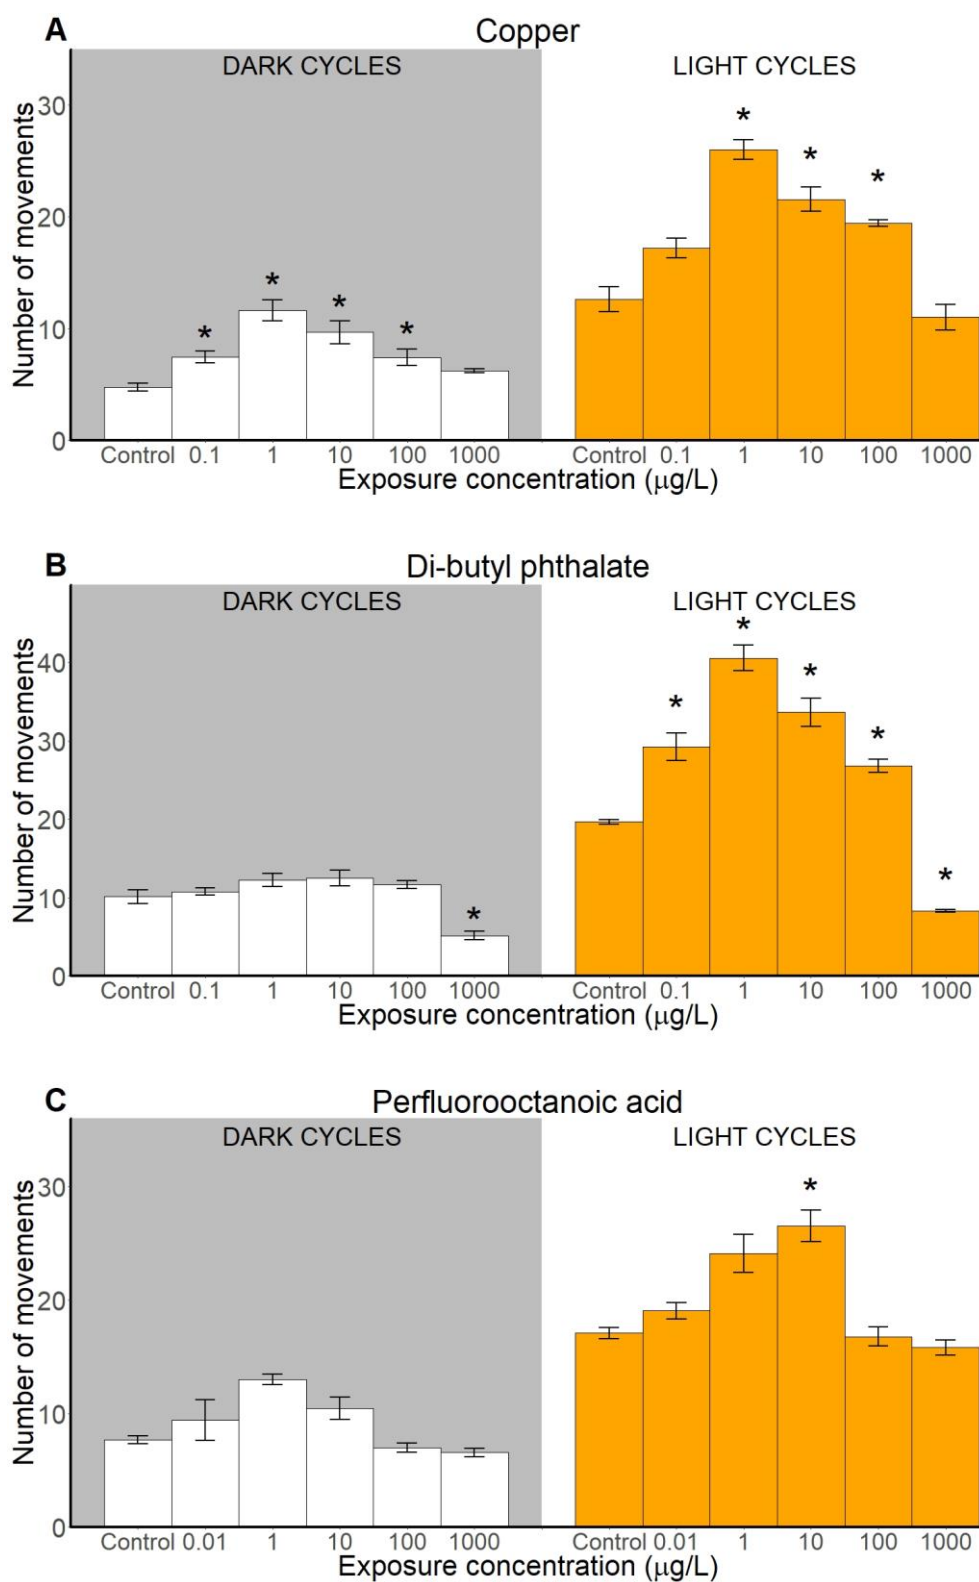 A
Copper
DARK CYCLES
LIGHT CYCLES
Number of movements
30
20
10
0
* * * *
* * *
Control 0.1 1 10 100 1000
Control 0.1 1 10 100 1000
Exposure concentration (μg/L)
B
Di-butyl phthalate
DARK CYCLES
LIGHT CYCLES
Number of movements
40
30
20
10
0
*
* * * * *
Control 0.1 1 10 100 1000
Control 0.1 1 10 100 1000
Exposure concentration (μg/L)
C
Perfluorooctanoic acid
DARK CYCLES
LIGHT CYCLES
Number of movements
30
20
10
0
*
Control 0.01 1 10 100 1000
Control 0.01 1 10 100 1000
Exposure concentration (μg/L)